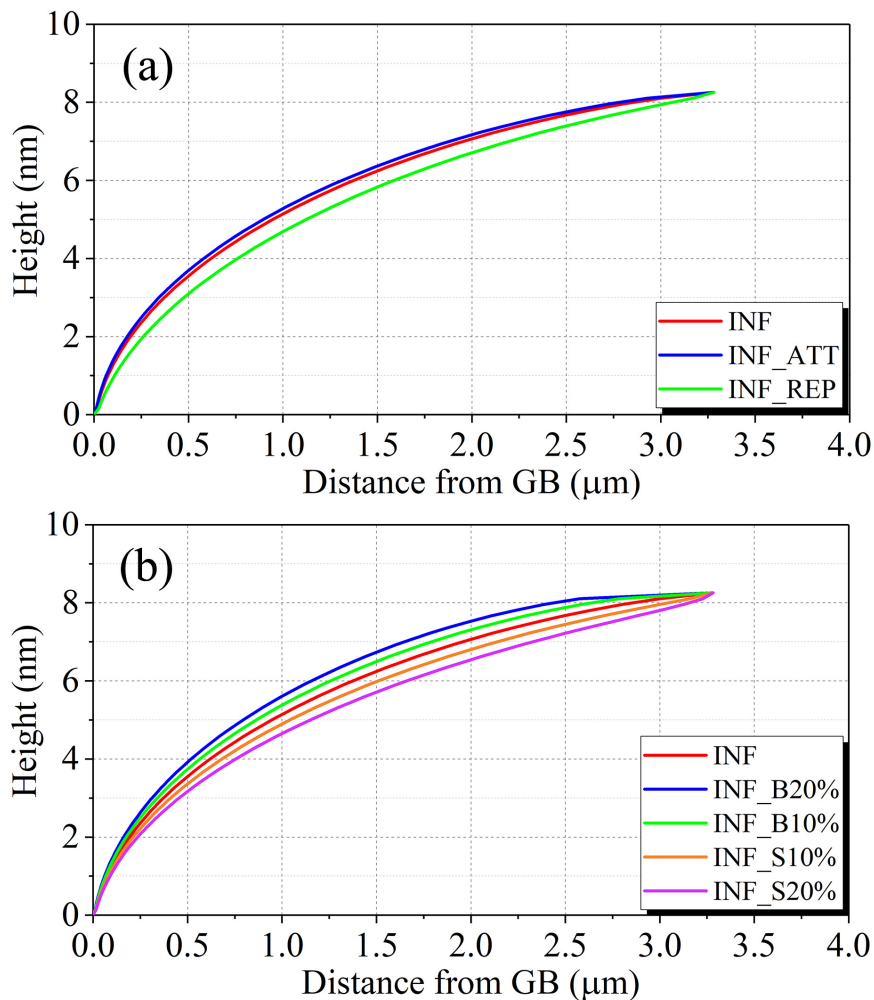 (a)
10
8
6
4
2
0
Height (nm)
INF
INF_ATT
INF_REP
0.0 0.5 1.0 1.5 2.0 2.5 3.0 3.5 4.0
Distance from GB (μm)
(b)
10
8
6
4
2
0
Height (nm)
INF
INF_B20%
INF_B10%
INF_S10%
INF_S20%
0.0 0.5 1.0 1.5 2.0 2.5 3.0 3.5 4.0
Distance from GB (μm)